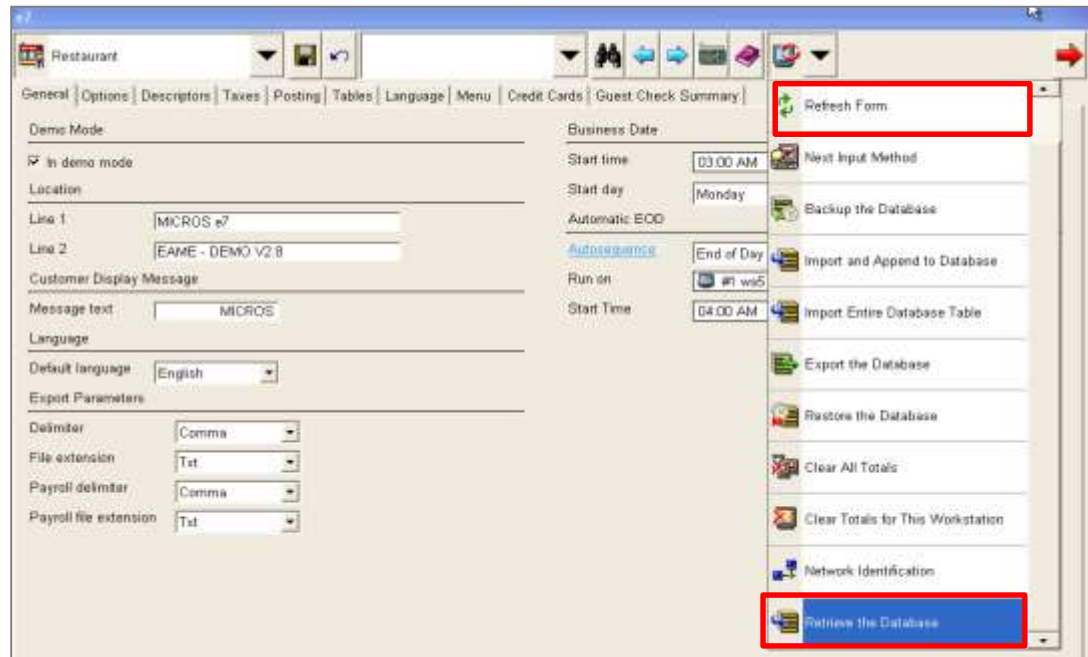 e7
Restaurant
General Options Descriptors Taxes Posting Tables Language Menu Credit Cards Guest Check Summary
Demo Mode
In demo mode
Location
Line 1 MICROS e7
Line 2 EAME - DEMO V2.8
Customer Display Message
Message text MICROS
Language
Default language English
Export Parameters
Delimiter Comma
File extension Txt
Payroll delimiter Comma
Payroll file extension Txt
Business Date
Start time 03:00 AM
Start day Monday
Automatic EOD
Autosequence End of Day
Run on #1 ws5
Start Time 04:00 AM
Refresh Form
Next Input Method
Backup the Database
Import and Append to Database
Import Entire Database Table
Export the Database
Restore the Database
Clear All Totals
Clear Totals for This Workstation
Network Identification
Retrieve the Database